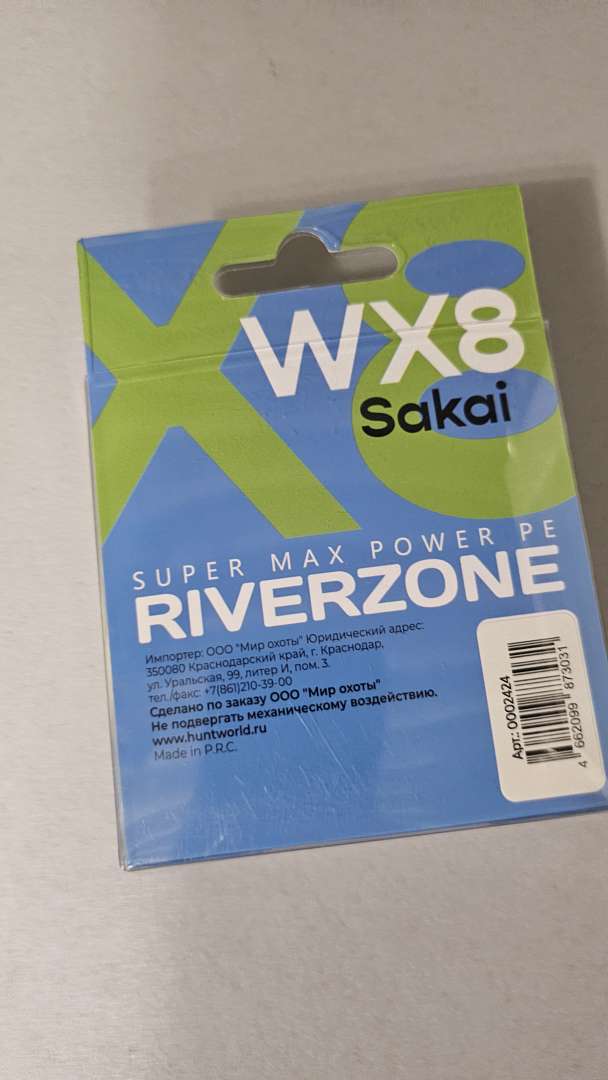 X8
WX8
Sakai
SUPER MAX POWER PE
RIVERZONE
Импортер: ООО "Мир охоты" Юридический адрес:
350080 Краснодарский край, г. Краснодар,
ул. Уральская, 99, литер И, пом. 3.
тел./факс: +7(861)210-39-00
Сделано по заказу ООО "Мир охоты"
Не подвергать механическому воздействию.
www.huntworld.ru
Made in P.R.C.
Арт.: 0002424
4 662099 873031